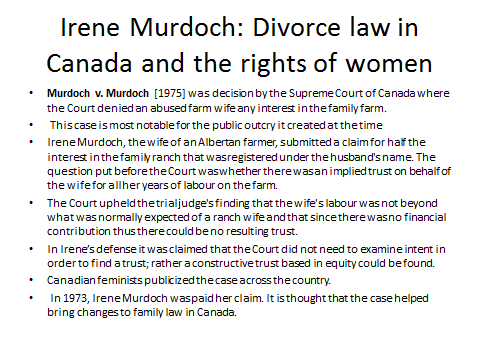 Irene Murdoch: Divorce law in
Canada and the rights of women
• Murdoch v. Murdoch [1975] was decision by the Supreme Court of Canada where
the Court denied an abused farm wife any interest in the family farm.
• This case is most notable for the public outcry it created at the time
• Irene Murdoch, the wife of an Albertan farmer, submitted a claim for half the
interest in the family ranch that was registered under the husband's name. The
question put before the Court was whether there was an implied trust on behalf of
the wife for all her years of labour on the farm.
• The Court upheld the trial judge's finding that the wife's labour was not beyond
what was normally expected of a ranch wife and that since there was no financial
contribution thus there could be no resulting trust.
• In Irene's defense it was claimed that the Court did not need to examine intent in
order to find a trust; rather a constructive trust based in equity could be found.
• Canadian feminists publicized the case across the country.
• In 1973, Irene Murdoch was paid her claim. It is thought that the case helped
bring changes to family law in Canada.